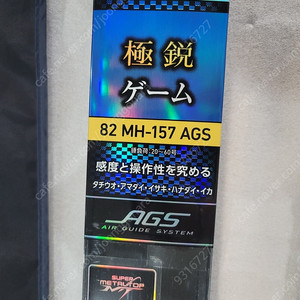 極鋭
ゲーム
82 MH-157 AGS
錘負荷:20～60号
感度と操作性を究める
タチウオ・アマダイ・イサキ・ハナダイ・イカ
AGS
AIR GUIDE SYSTEM
SUPER
METAL TOP